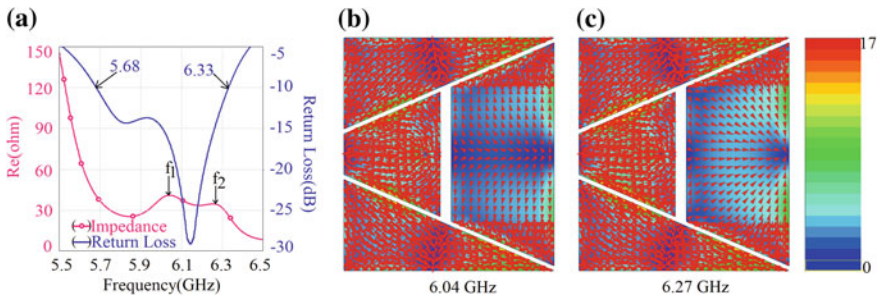 (a)
(b)
(c)
150
120
90
60
30
0
Re(ohm)
5.68
6.33
f1
f2
(-)Impedance
(-)Return Loss
-5
-10
-15
-20
-25
-30
Return Loss(dB)
5.5
5.7
5.9
6.1
6.3
6.5
Frequency(GHz)
6.04 GHz
6.27 GHz
17
0